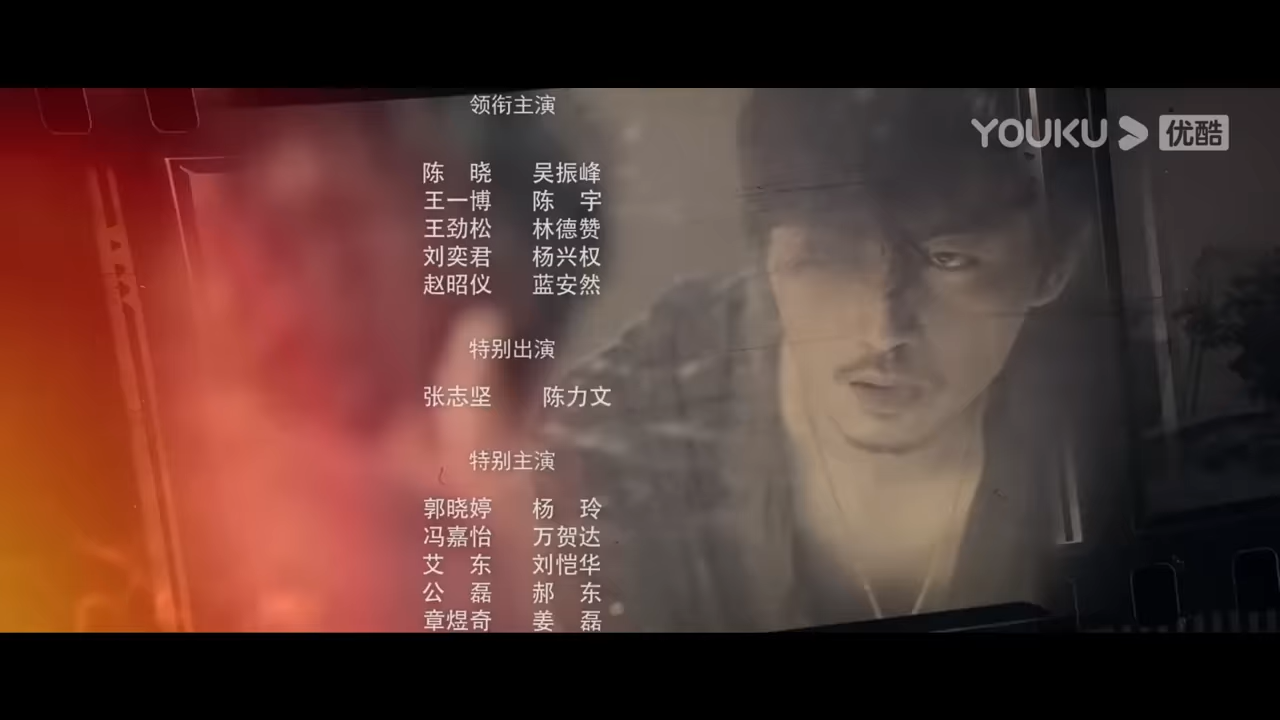 领衔主演
YOUKU 优酷
陈 晓 吴振峰
王一博 陈 宇
王劲松 林德赞
刘奕君 杨兴权
赵昭仪 蓝安然
特别出演
张志坚 陈力文
特别主演
郭晓婷 杨 玲
冯嘉怡 万贺达
艾 东 刘恺华
公 磊 郝 东
章煜奇 姜 磊